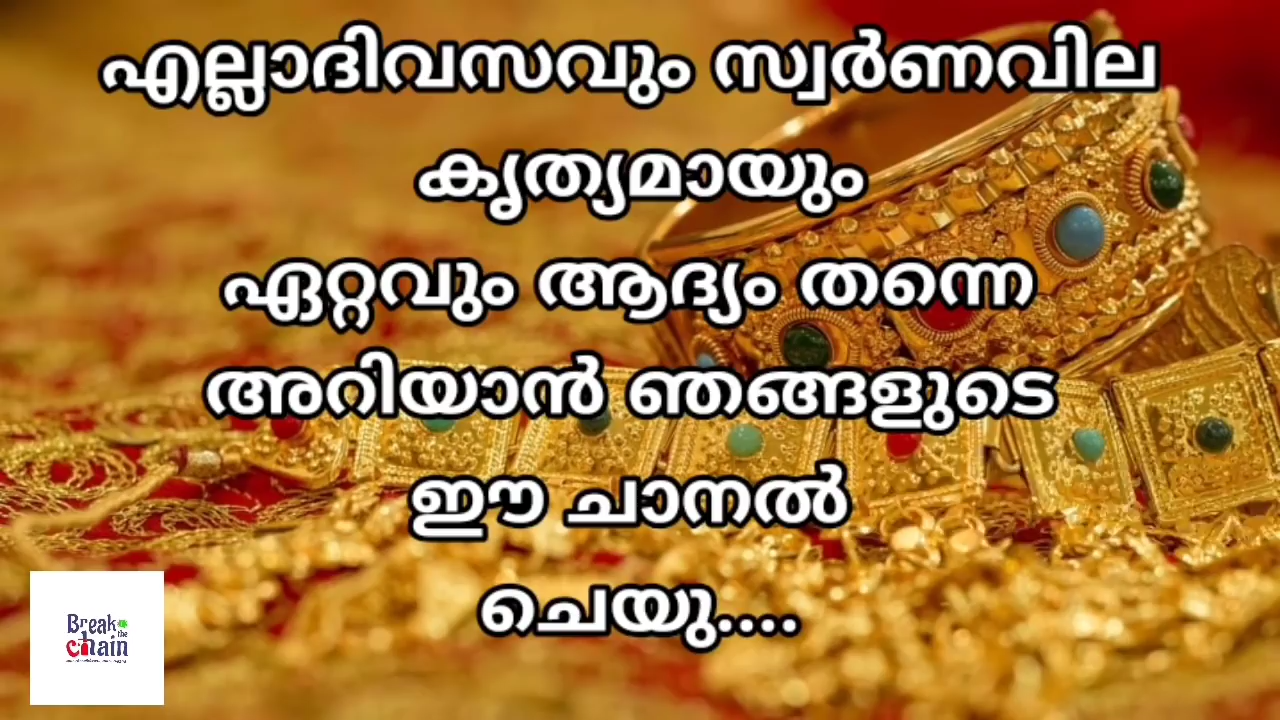 എല്ലാദിവസവും സ്വർണവില
കൃത്യമായും
ഏറ്റവും ആദ്യം തന്നെ
അറിയാൻ ഞങ്ങളുടെ
ഈ ചാനൽ
ചെയു....
Break
the
chain